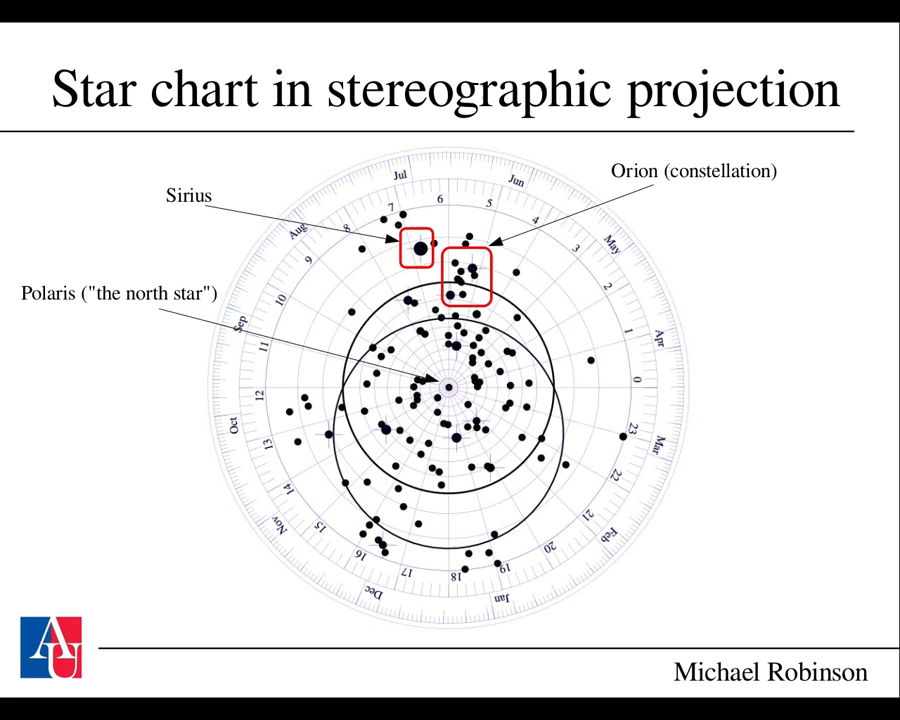 Star chart in stereographic projection
Orion (constellation)
Sirius
Polaris ("the north star")
Jul
Jun
May
Apr
Mar
Feb
Jan
Dec
Nov
Oct
Sep
Aug
6
5
4
3
2
1
0
23
22
21
20
19
18
17
16
15
14
13
12
11
10
9
8
7
AU
Michael Robinson